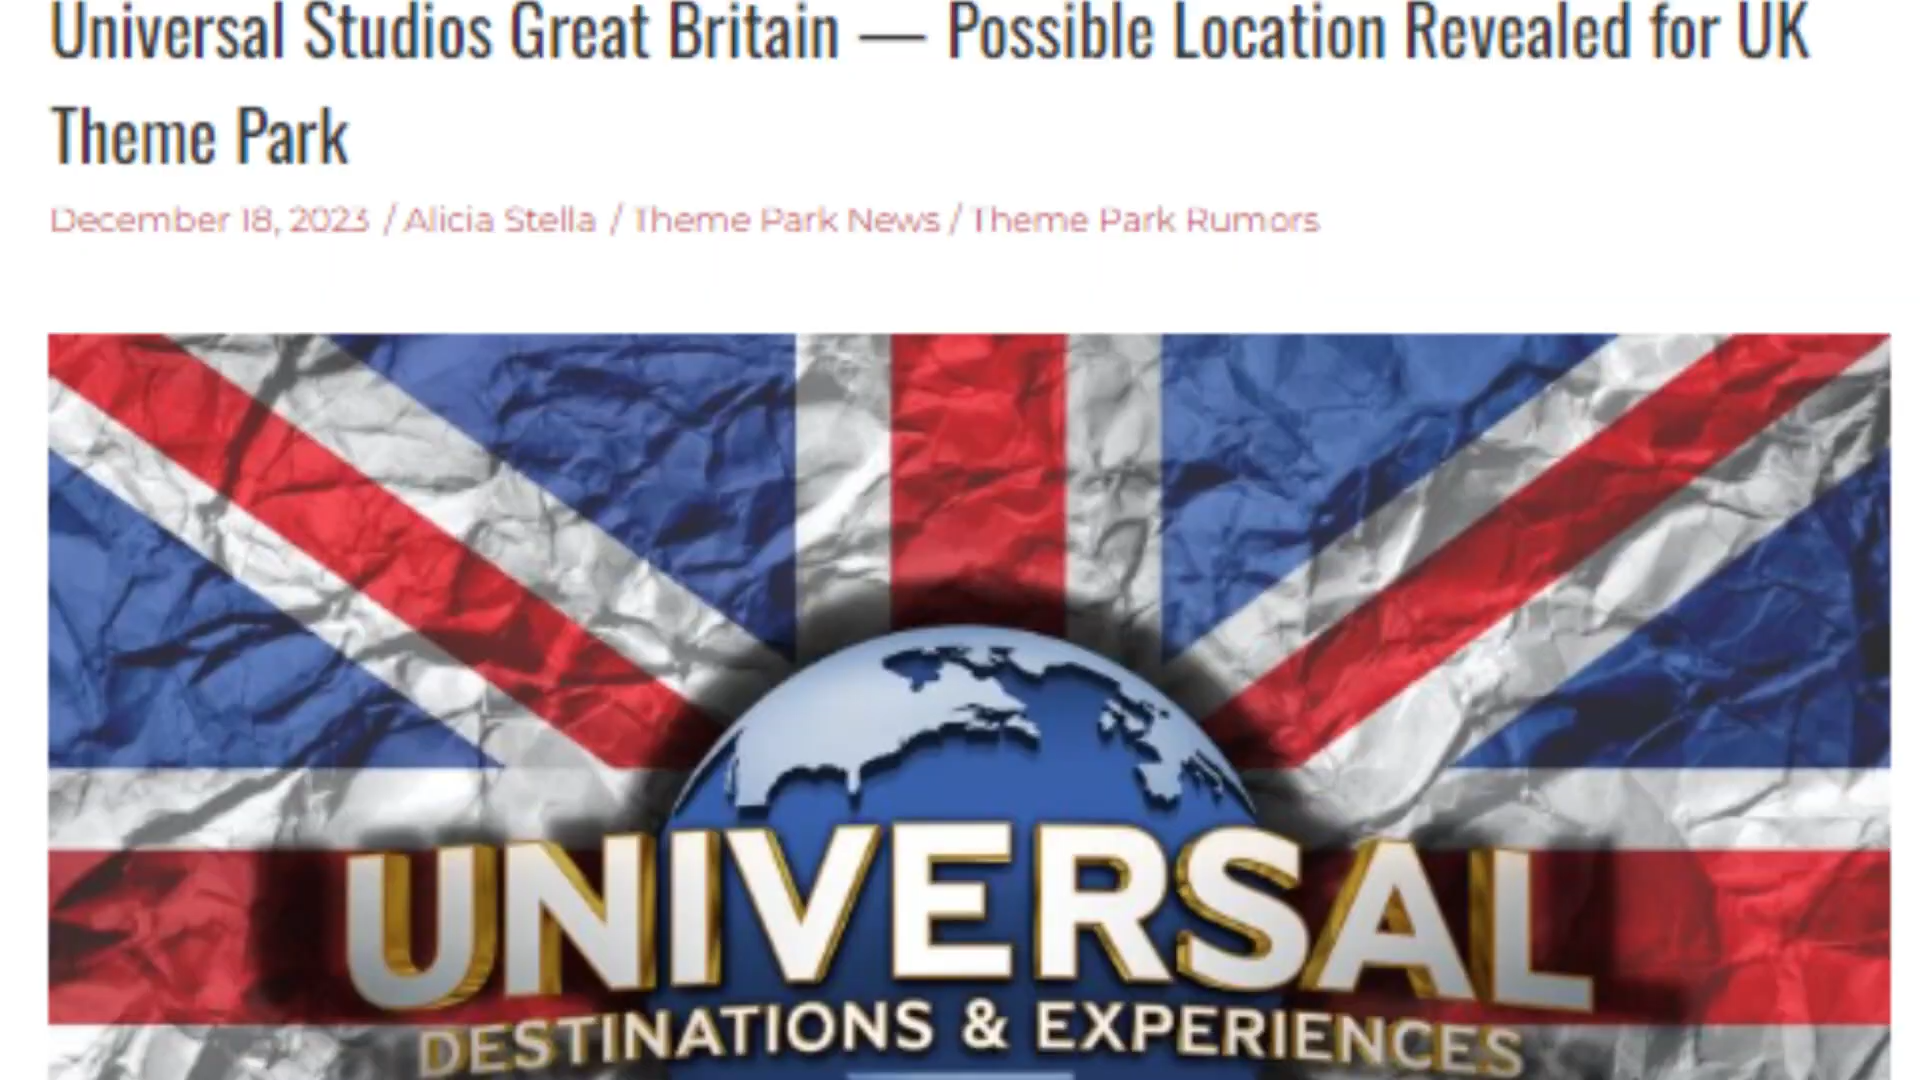 Universal Studios Great Britain — Possible Location Revealed for UK
Theme Park
December 18, 2023 / Alicia Stella / Theme Park News / Theme Park Rumors
UNIVERSAL
DESTINATIONS & EXPERIENCES